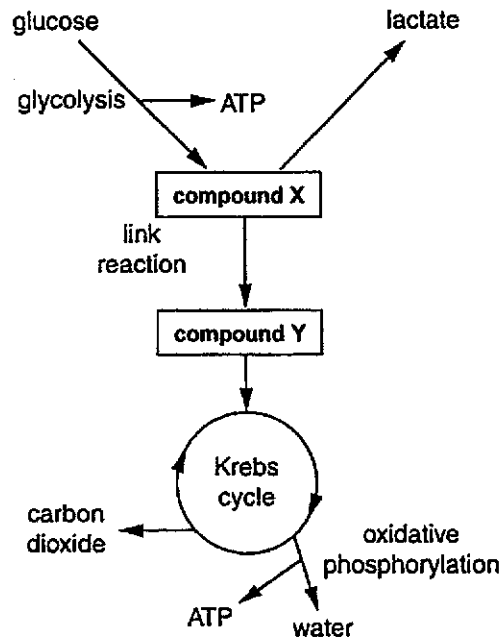 glucose
lactate
glycolysis
ATP
compound X
link
reaction
compound Y
Krebs
cycle
carbon
dioxide
oxidative
phosphorylation
ATP
water